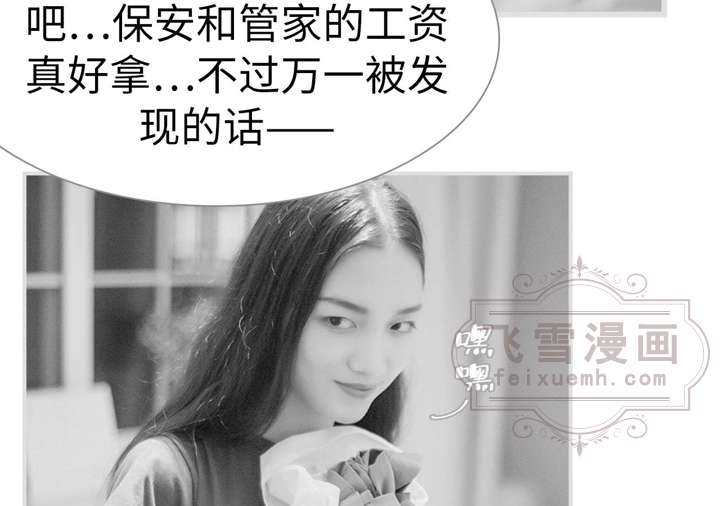 吧...保安和管家的工资
真好拿...不过万一被发
现的话——
嘿
嘿
飞雪漫画
feixuemh.com